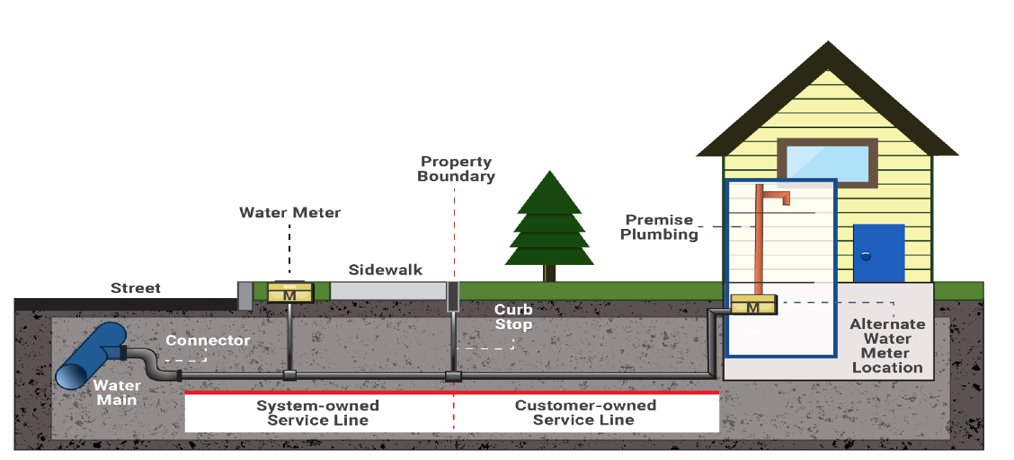 Property
Boundary
Water Meter
Premise
Plumbing
Sidewalk
Street
M
M
Curb
Stop
Connector
Alternate
Water
Meter
Location
Water
Main
System-owned
Service Line
Customer-owned
Service Line